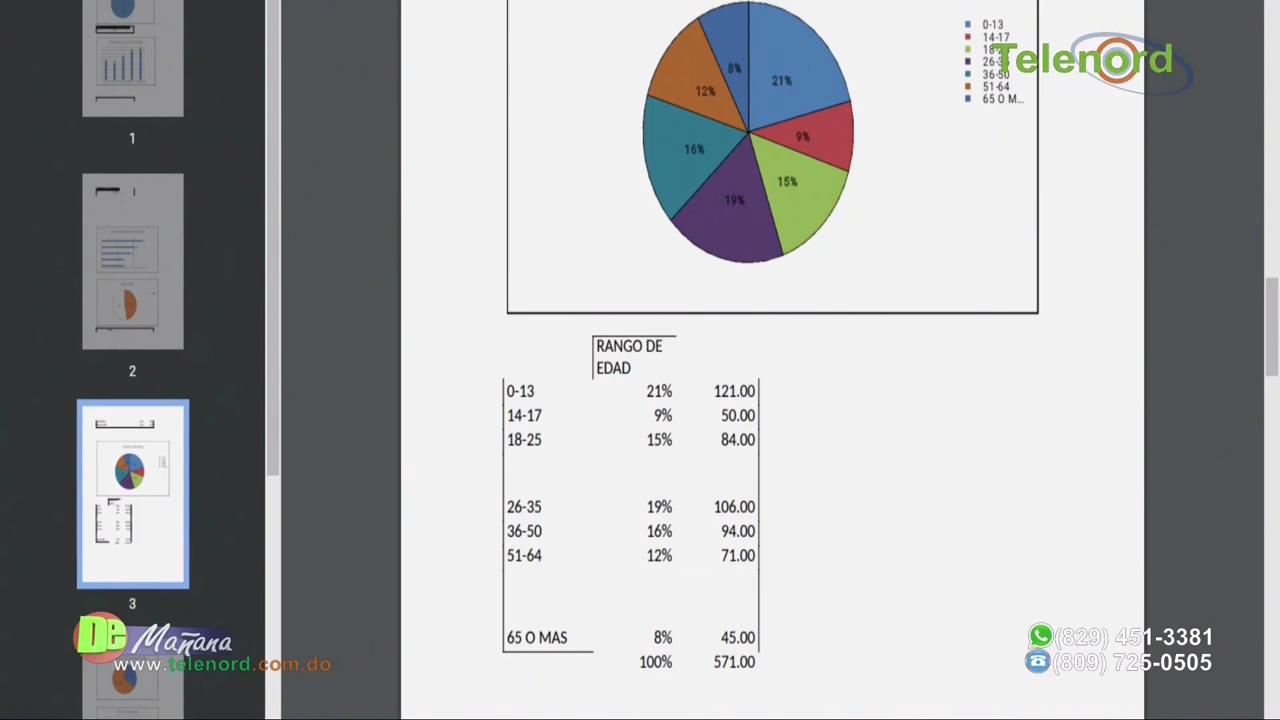 0-13
14-17
26-35
36-50
51-64
65 O M...
Telenord
8%
21%
12%
9%
16%
15%
19%
RANGO DE
EDAD
0-13 21% 121.00
14-17 9% 50.00
18-25 15% 84.00
26-35 19% 106.00
36-50 16% 94.00
51-64 12% 71.00
65 O MAS 8% 45.00
100% 571.00
1
2
3
De Mañana
www.telenord.com.do
(829) 451-3381
(809) 725-0505